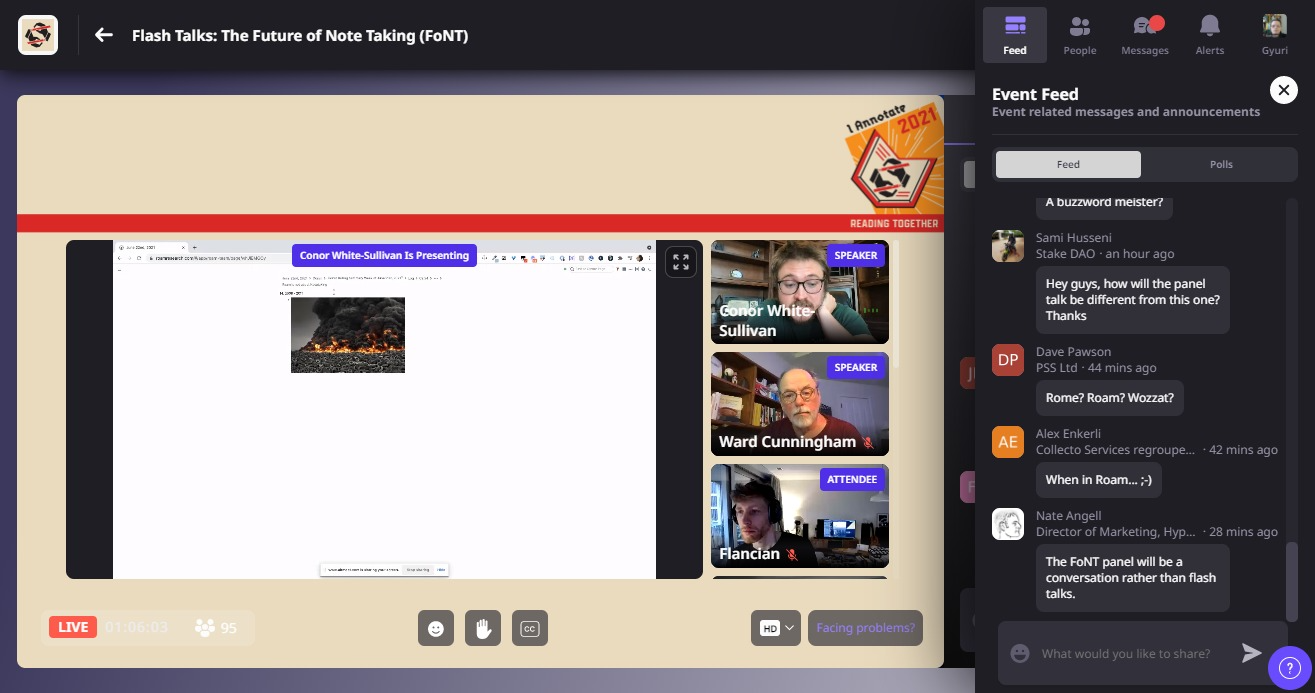 Flash Talks: The Future of Note Taking (FoNT)
I Annotate
2021
READING TOGETHER
Conor White-Sullivan Is Presenting
SPEAKER
Conor White-
Sullivan
SPEAKER
Ward Cunningham
ATTENDEE
Flancian
LIVE
01:06:03
95
CC
HD
Facing problems?
Feed
People
Messages
Alerts
Gyuri
Event Feed
Event related messages and announcements
Feed
Polls
A buzzword meister?
Sami Husseni
Stake DAO · an hour ago
Hey guys, how will the panel
talk be different from this one?
Thanks
DP
Dave Pawson
PSS Ltd · 44 mins ago
Rome? Roam? Wozzat?
AE
Alex Enkerli
Collecto Services regroupe... · 42 mins ago
When in Roam... ;-)
Nate Angell
Director of Marketing, Hyp... · 28 mins ago
The FoNT panel will be a
conversation rather than flash
talks.
What would you like to share?